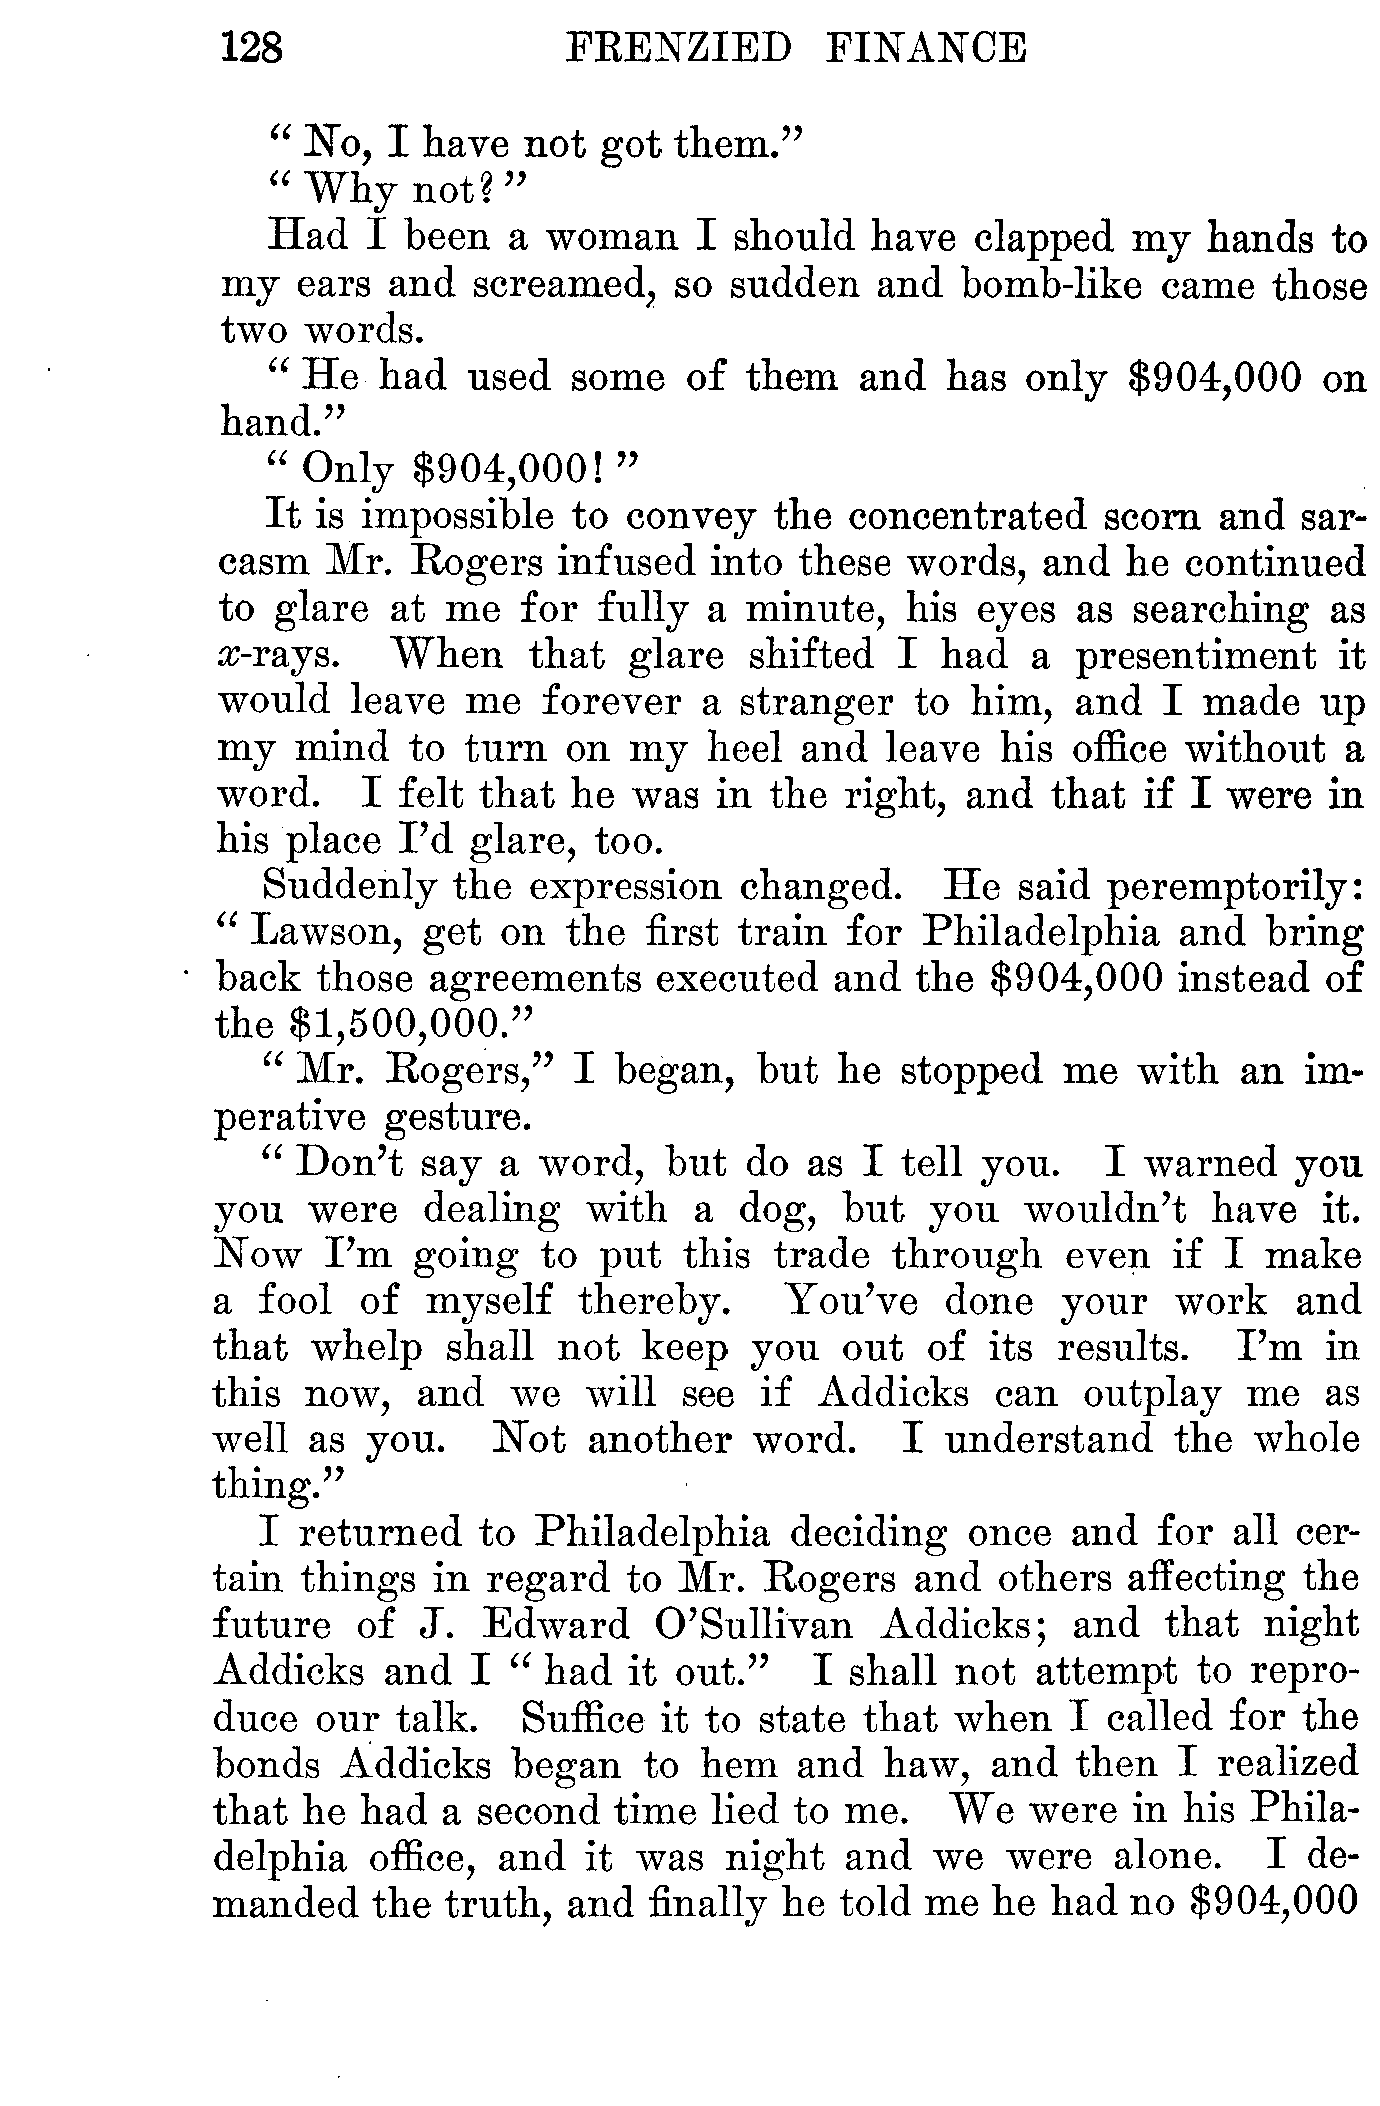 128 FRENZIED FINANCE
“ No, I have not got them.”
“ Why not? ”
Had I been a woman I should have clapped my hands to
my ears and screamed, so sudden and bomb-like came those
two words.
“ He had used some of them and has only $904,000 on
hand.”
“ Only $904,000! ”
It is impossible to convey the concentrated scorn and sar-
casm Mr. Rogers infused into these words, and he continued
to glare at me for fully a minute, his eyes as searching as
x-rays. When that glare shifted I had a presentiment it
would leave me forever a stranger to him, and I made up
my mind to turn on my heel and leave his office without a
word. I felt that he was in the right, and that if I were in
his place I’d glare, too.
Suddenly the expression changed. He said peremptorily:
“ Lawson, get on the first train for Philadelphia and bring
back those agreements executed and the $904,000 instead of
the $1,500,000.”
“ Mr. Rogers,” I began, but he stopped me with an im-
perative gesture.
“ Don’t say a word, but do as I tell you. I warned you
you were dealing with a dog, but you wouldn’t have it.
Now I’m going to put this trade through even if I make
a fool of myself thereby. You’ve done your work and
that whelp shall not keep you out of its results. I’m in
this now, and we will see if Addicks can outplay me as
well as you. Not another word. I understand the whole
thing.”
I returned to Philadelphia deciding once and for all cer-
tain things in regard to Mr. Rogers and others affecting the
future of J. Edward O’Sullivan Addicks; and that night
Addicks and I “ had it out.” I shall not attempt to repro-
duce our talk. Suffice it to state that when I called for the
bonds Addicks began to hem and haw, and then I realized
that he had a second time lied to me. We were in his Phila-
delphia office, and it was night and we were alone. I de-
manded the truth, and finally he told me he had no $904,000